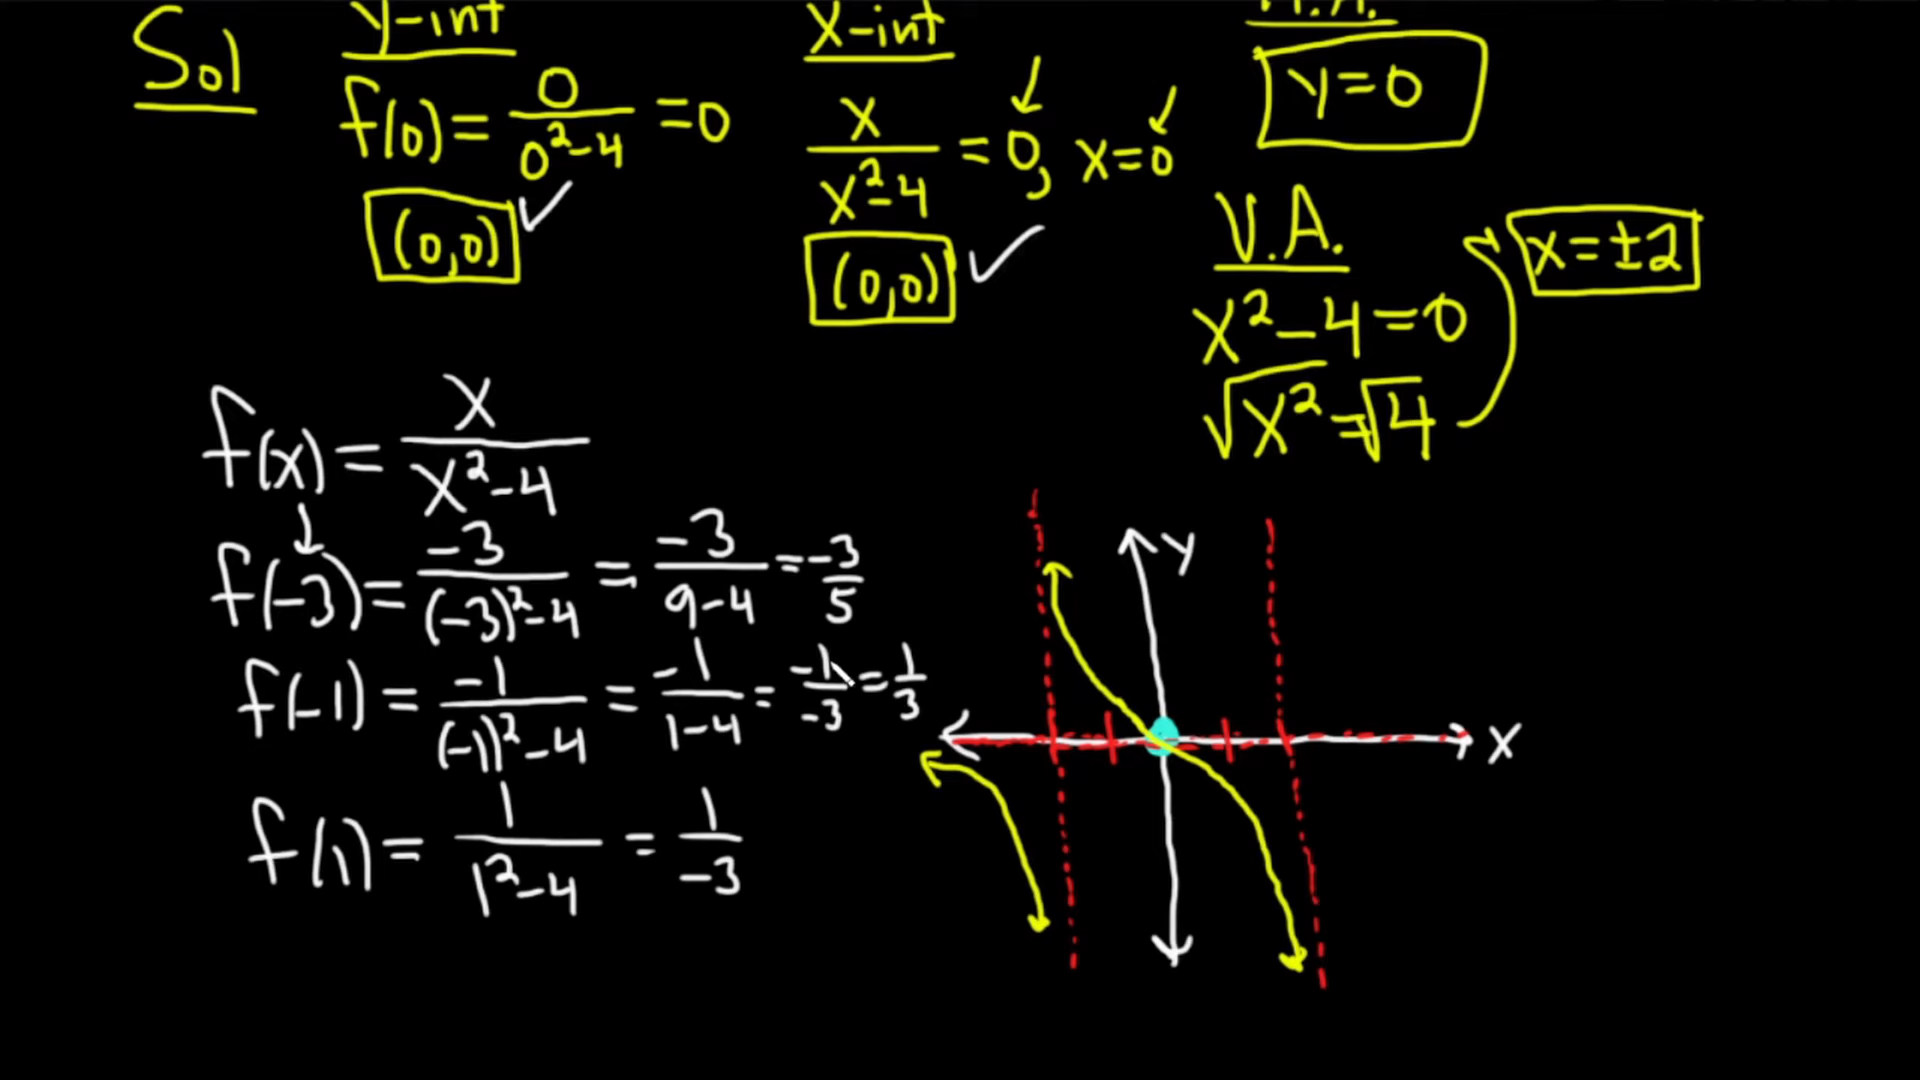 Sol
y-int
f(0) = 0/(0²-4) = 0
(0,0)
x-int
x/(x²-4) = 0, x=0
(0,0)
H.A.
y=0
V.A.
x²-4=0
√x²=√4
x=±2
f(x) = x/(x²-4)
f(-3) = -3/((-3)²-4) = -3/(9-4) = -3/5
f(-1) = -1/((-1)²-4) = -1/(1-4) = -1/-3 = 1/3
f(1) = 1/(1²-4) = 1/-3
y
x